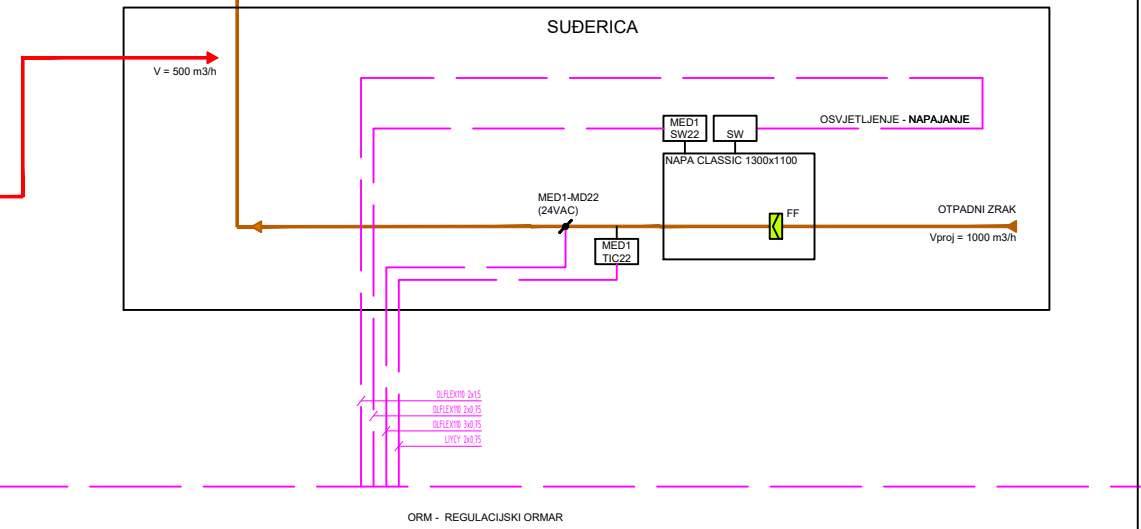 SUĐERICA
V = 500 m3/h
MED1
SW22
SW
OSVJETLJENJE - NAPAJANJE
NAPA CLASSIC 1300x1100
MED1-MD22
(24VAC)
FF
OTPADNI ZRAK
Vproj = 1000 m3/h
MED1
TIC22
OLFLEX110 2x1,5
OLFLEX110 2x0,75
OLFLEX110 3x0,75
LIYCY 2x0,75
ORM - REGULACIJSKI ORMAR